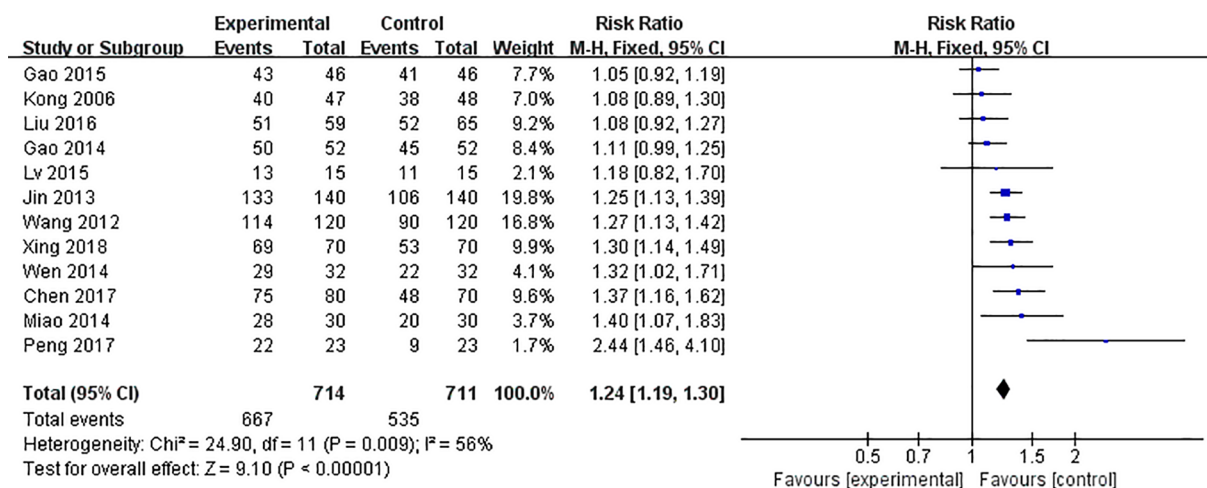 Experimental Control Risk Ratio Risk Ratio
Study or Subgroup Events Total Events Total Weight M-H, Fixed, 95% CI M-H, Fixed, 95% CI
Gao 2015 43 46 41 46 7.7% 1.05 [0.92, 1.19]
Kong 2006 40 47 38 48 7.0% 1.08 [0.89, 1.30]
Liu 2016 51 59 52 65 9.2% 1.08 [0.92, 1.27]
Gao 2014 50 52 45 52 8.4% 1.11 [0.99, 1.25]
Lv 2015 13 15 11 15 2.1% 1.18 [0.82, 1.70]
Jin 2013 133 140 106 140 19.8% 1.25 [1.13, 1.39]
Wang 2012 114 120 90 120 16.8% 1.27 [1.13, 1.42]
Xing 2018 69 70 53 70 9.9% 1.30 [1.14, 1.49]
Wen 2014 29 32 22 32 4.1% 1.32 [1.02, 1.71]
Chen 2017 75 80 48 70 9.6% 1.37 [1.16, 1.62]
Miao 2014 28 30 20 30 3.7% 1.40 [1.07, 1.83]
Peng 2017 22 23 9 23 1.7% 2.44 [1.46, 4.10]
Total (95% CI) 714 711 100.0% 1.24 [1.19, 1.30]
Total events 667 535
Heterogeneity: Chi² = 24.90, df = 11 (P = 0.009); I² = 56%
Test for overall effect: Z = 9.10 (P < 0.00001)
0.5 0.7 1 1.5 2
Favours [experimental] Favours [control]